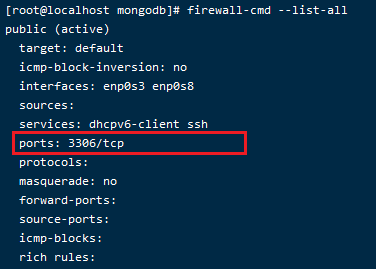 [root@localhost mongodb]# firewall-cmd --list-all
public (active)
target: default
icmp-block-inversion: no
interfaces: enp0s3 enp0s8
sources:
services: dhcpv6-client ssh
ports: 3306/tcp
protocols:
masquerade: no
forward-ports:
source-ports:
icmp-blocks:
rich rules: